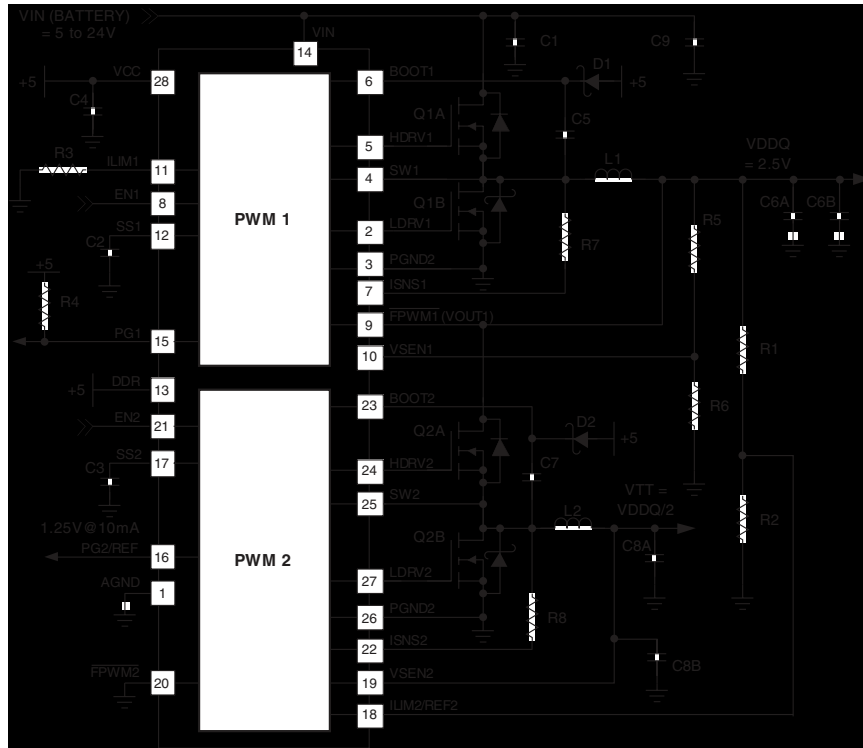 VIN (BATTERY)
= 5 to 24V
VIN
14
C1
C9
VCC
28
+5
C4
6
BOOT1
D1
+5
Q1A
C5
5
HDRV1
R3
ILIM1
11
4
SW1
L1
VDDQ
= 2.5V
EN1
8
PWM 1
Q1B
C6A
C6B
SS1
12
2
LDRV1
R5
C2
3
PGND2
R7
+5
7
ISNS1
R4
9
FPWM1 (VOUT1)
PG1
15
10
VSEN1
R1
DDR
+5
13
23
BOOT2
R6
EN2
21
Q2A
D2
+5
SS2
17
24
HDRV2
C7
C3
25
SW2
VTT =
VDDQ/2
L2
R2
1.25V@10mA
PG2/REF
16
PWM 2
Q2B
C8A
AGND
1
27
LDRV2
26
PGND2
R8
22
ISNS2
C8B
FPWM2
20
19
VSEN2
18
ILIM2/REF2